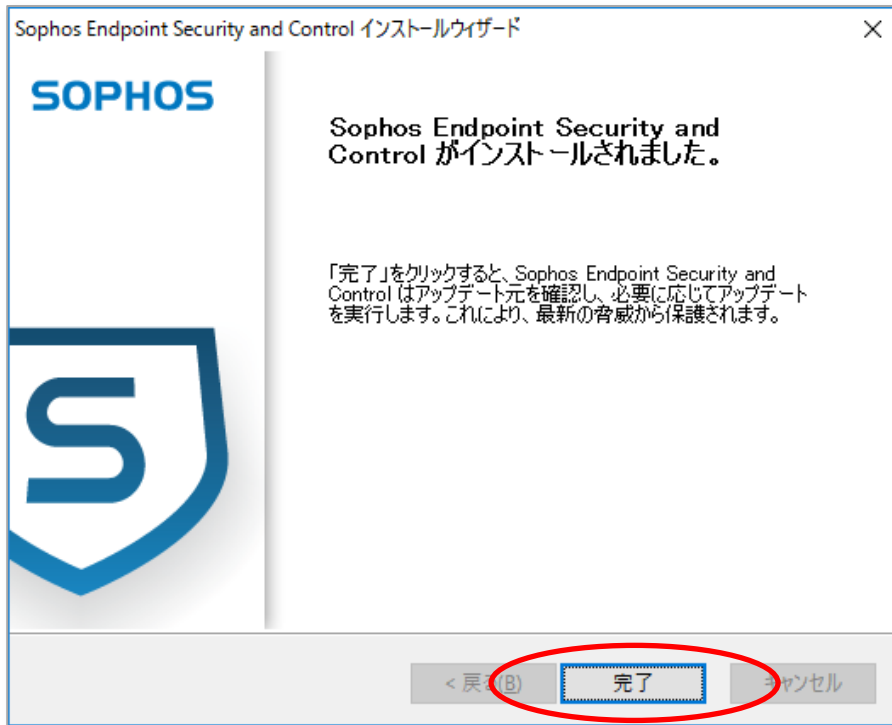 Sophos Endpoint Security and Control インストールウィザード
SOPHOS
Sophos Endpoint Security and
Control がインストールされました。
「完了」をクリックすると、Sophos Endpoint Security and
Control はアップデート元を確認し、必要に応じてアップデート
を実行します。これにより、最新の脅威から保護されます。
S
< 戻る(B)
完了
キャンセル